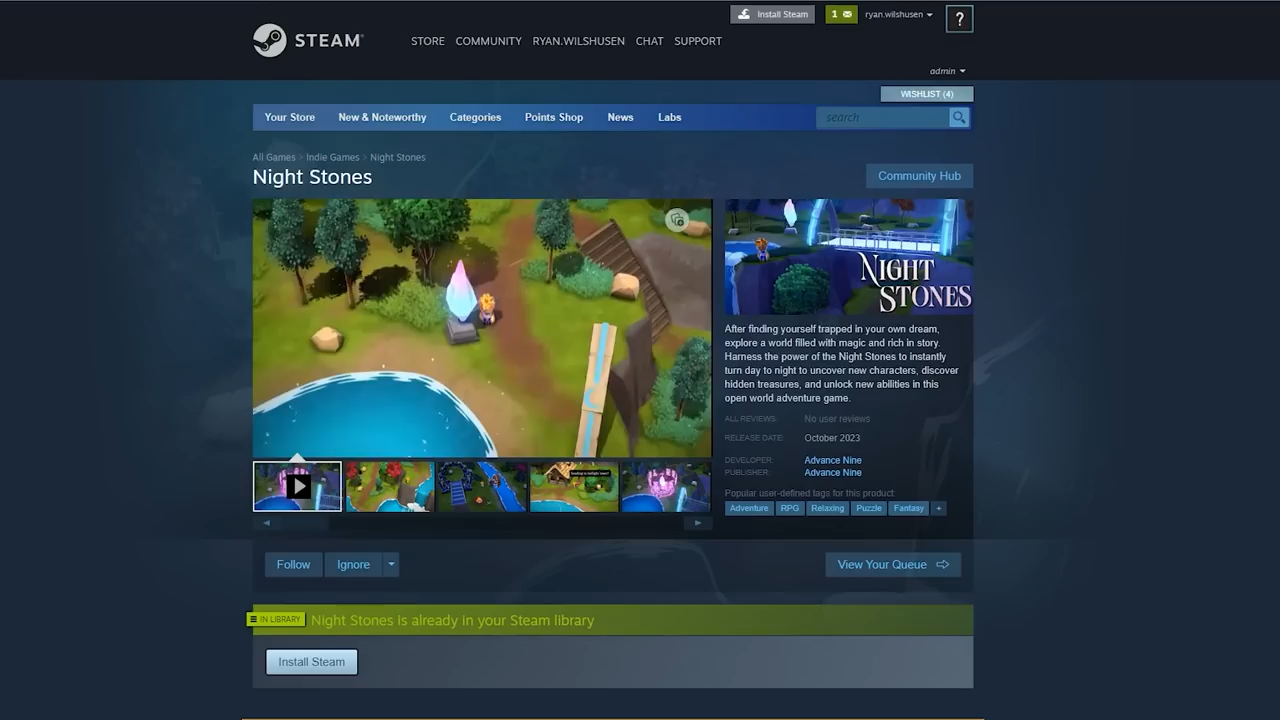 Install Steam
1
ryan.wilshusen
?
STEAM
STORE COMMUNITY RYAN.WILSHUSEN CHAT SUPPORT
admin
WISHLIST (4)
Your Store New & Noteworthy Categories Points Shop News Labs search
All Games > Indie Games > Night Stones
Night Stones
Community Hub
NIGHT
STONES
After finding yourself trapped in your own dream,
explore a world filled with magic and rich in story.
Harness the power of the Night Stones to instantly
turn day to night to uncover new characters, discover
hidden treasures, and unlock new abilities in this
open world adventure game.
ALL REVIEWS: No user reviews
RELEASE DATE: October 2023
DEVELOPER: Advance Nine
PUBLISHER: Advance Nine
Popular user-defined tags for this product
Adventure RPG Relaxing Puzzle Fantasy +
Follow Ignore View Your Queue
IN LIBRARY Night Stones is already in your Steam library
Install Steam